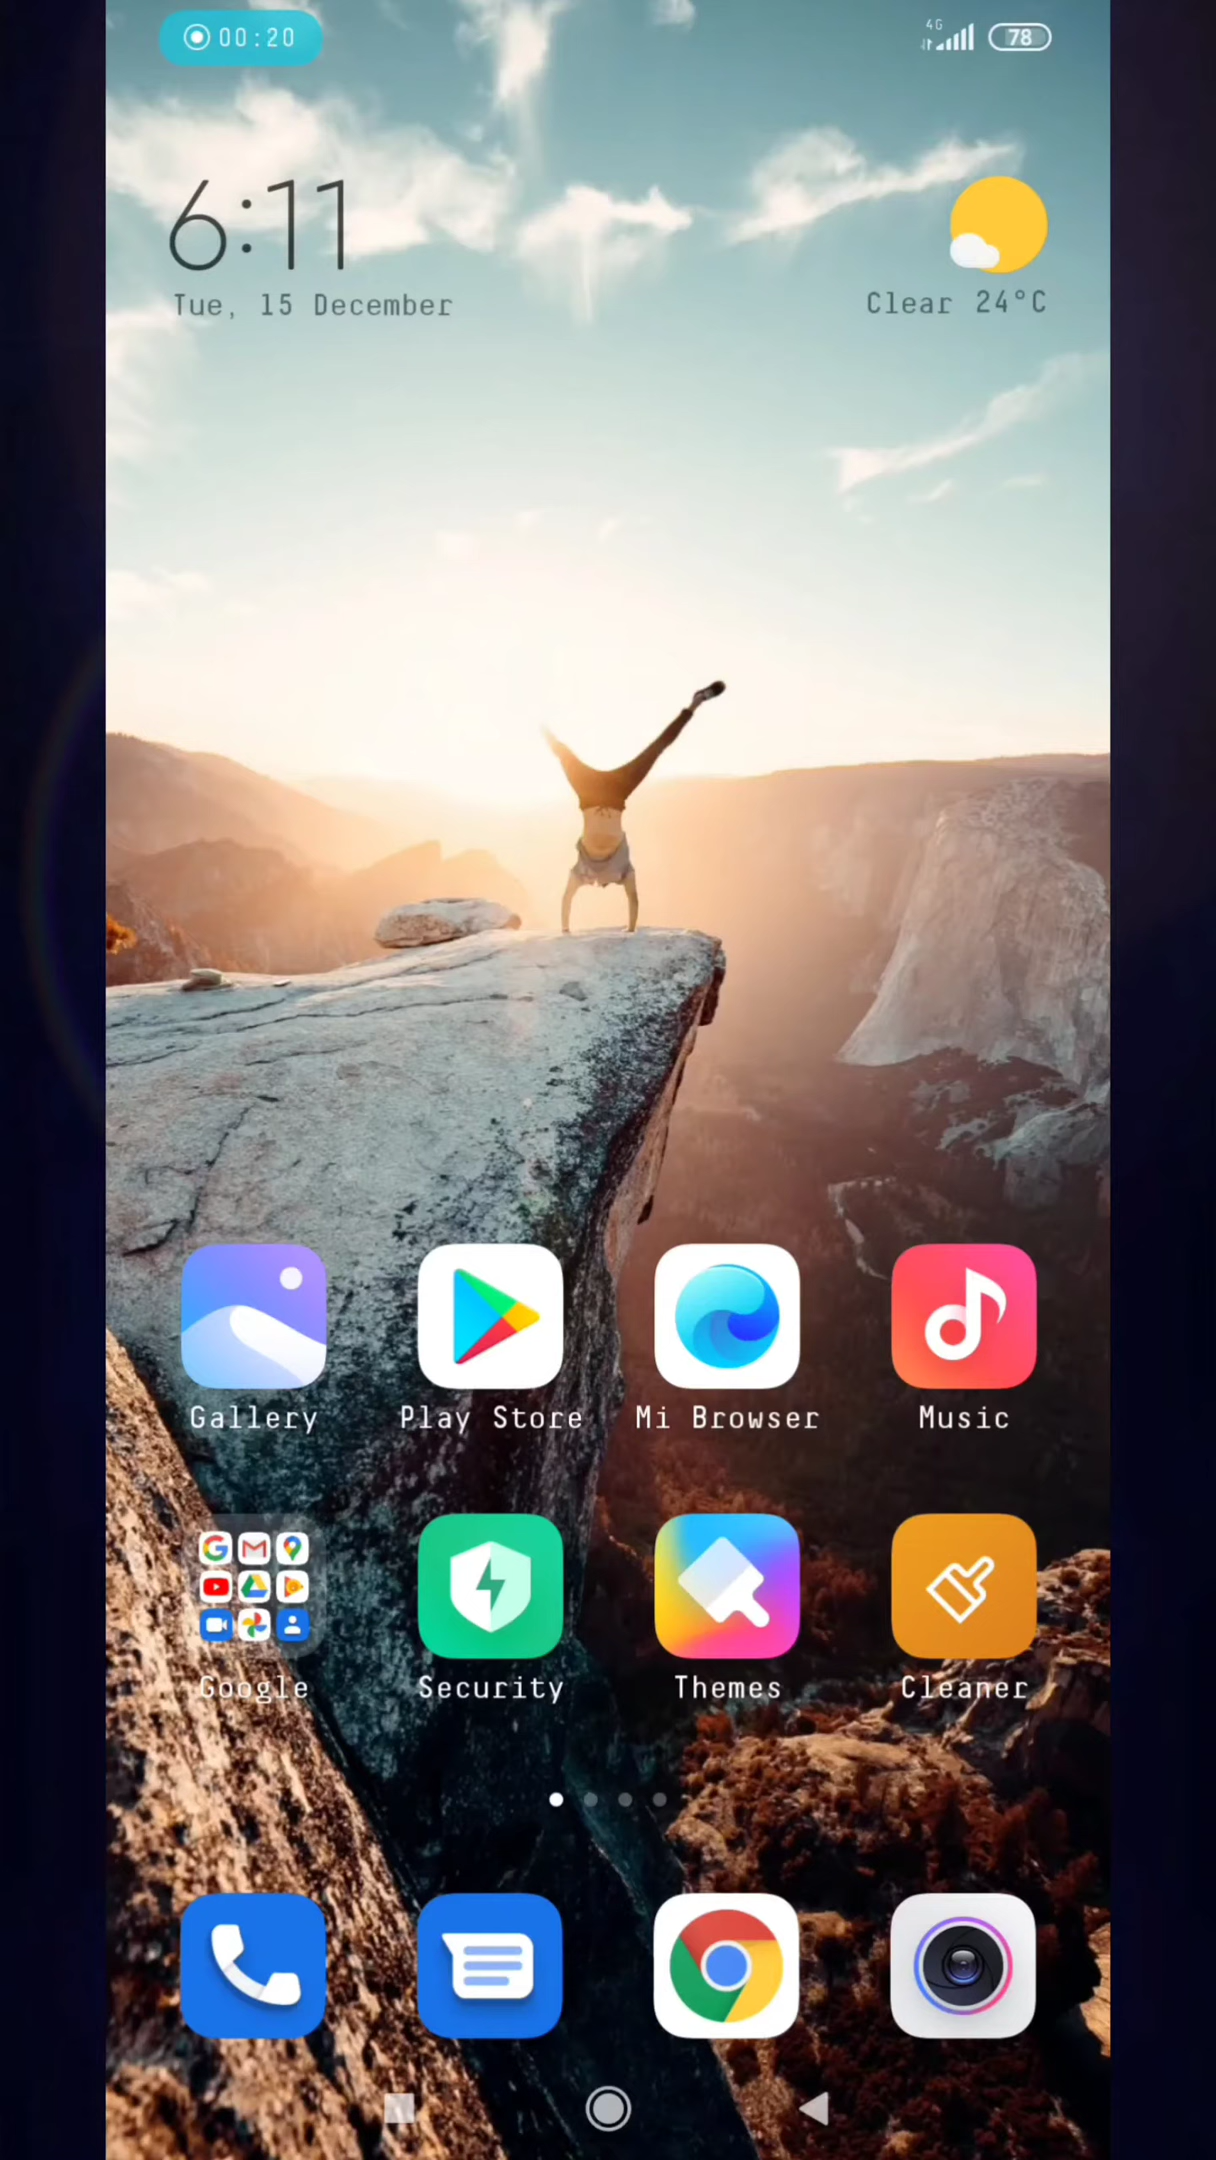 00:20
4G
78
6:11
Tue, 15 December
Clear 24°C
Gallery
Play Store
Mi Browser
Music
Google
Security
Themes
Cleaner